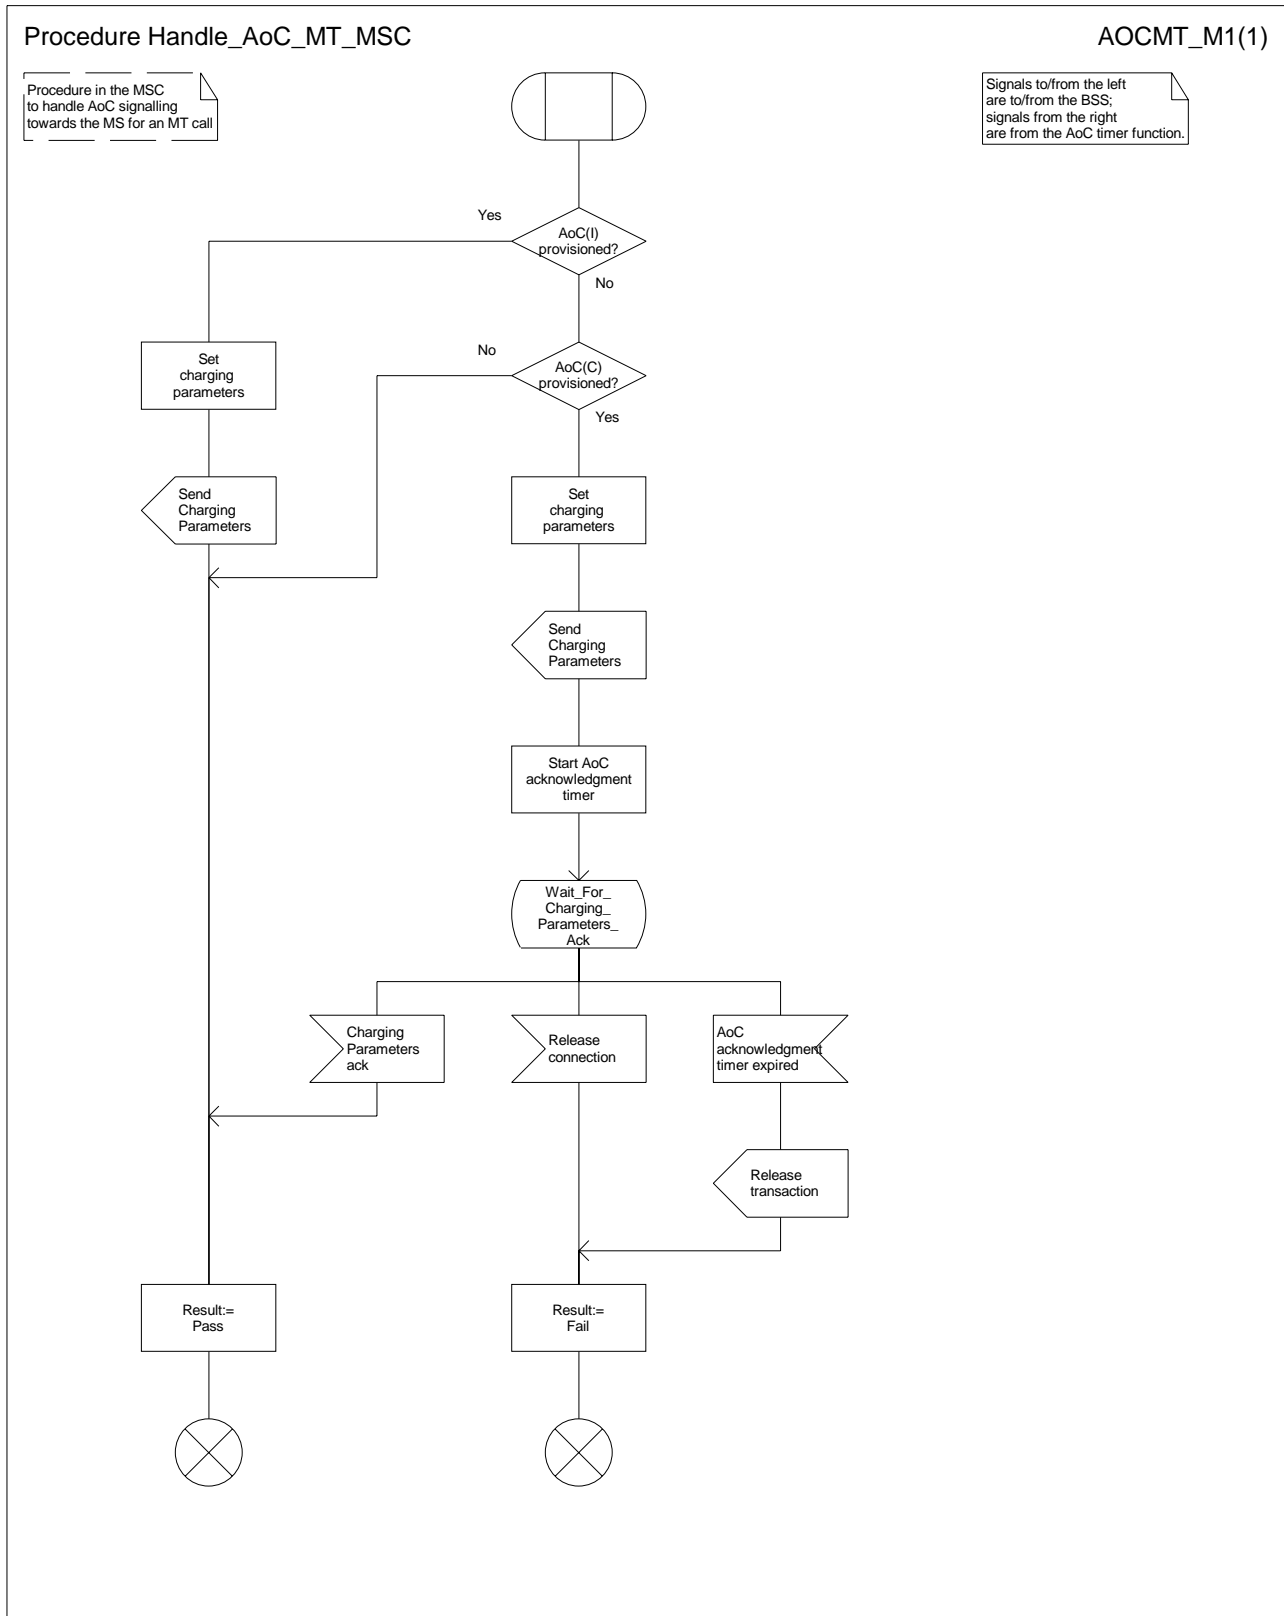 Procedure Handle_AoC_MT_MSC
AOCMT_M1(1)
Procedure in the MSC
to handle AoC signalling
towards the MS for an MT call
Signals to/from the left
are to/from the BSS;
signals from the right
are from the AoC timer function.
Yes
AoC(I)
provisioned?
No
Set
charging
parameters
No
AoC(C)
provisioned?
Yes
Send
Charging
Parameters
Set
charging
parameters
Send
Charging
Parameters
Start AoC
acknowledgment
timer
Wait_For_
Charging_
Parameters_
Ack
Charging
Parameters
ack
Release
connection
AoC
acknowledgment
timer expired
Release
transaction
Result:=
Pass
Result:=
Fail